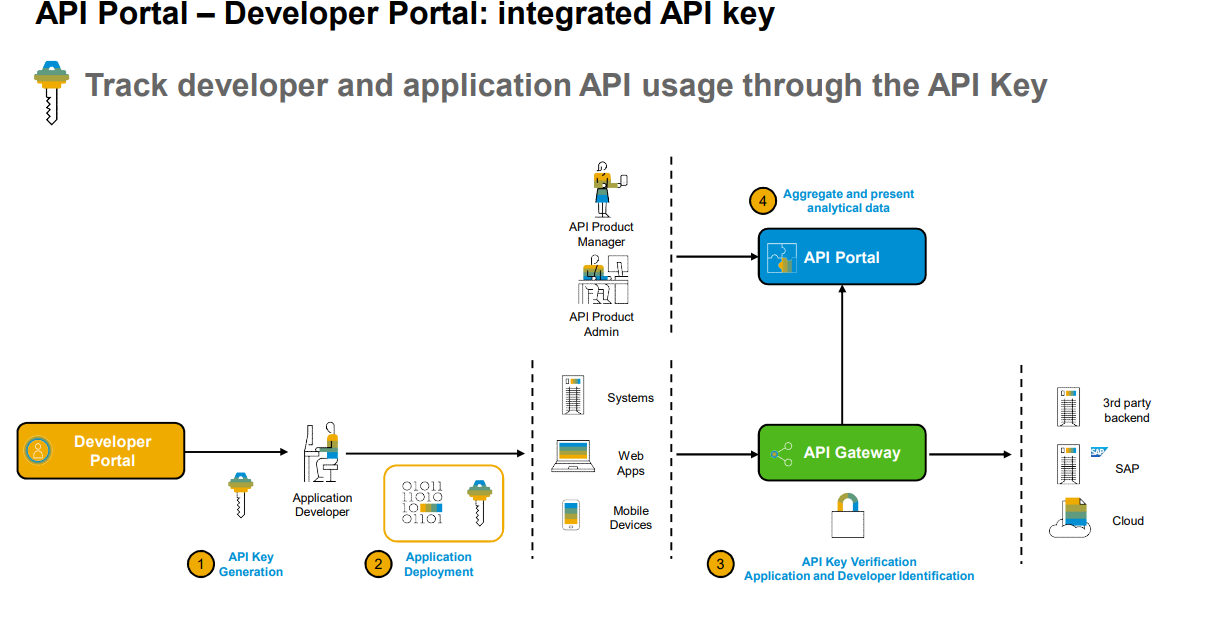 API Portal – Developer Portal: integrated API key
Track developer and application API usage through the API Key
API Product
Manager
API Product
Admin
4
Aggregate and present
analytical data
API Portal
Developer
Portal
Application
Developer
1
API Key
Generation
01011
11010
10
01101
2
Application
Deployment
Systems
Web
Apps
Mobile
Devices
API Gateway
3
API Key Verification
Application and Developer Identification
3rd party
backend
SAP
SAP
Cloud